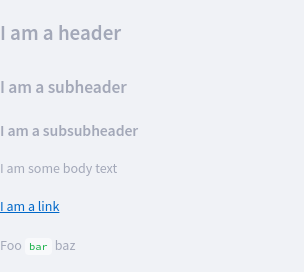 I am a header
I am a subheader
I am a subsubheader
I am some body text
I am a link
Foo bar baz